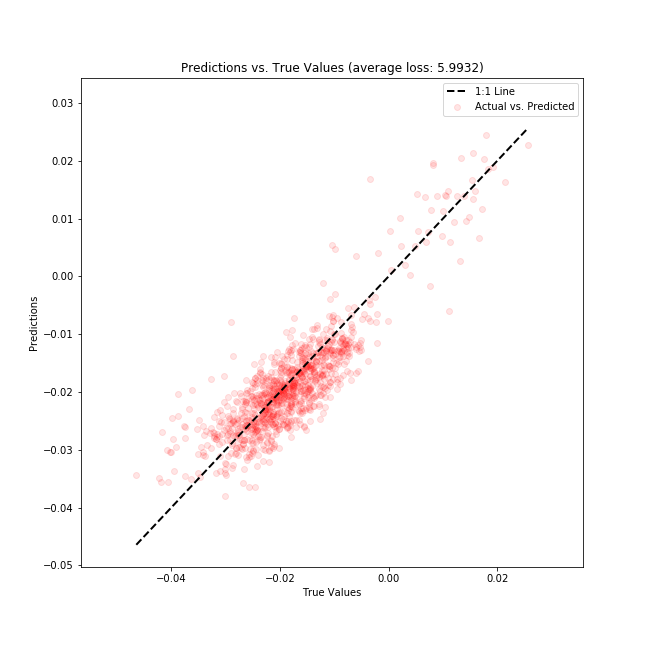 Predictions vs. True Values (average loss: 5.9932)
1:1 Line
Actual vs. Predicted
0.03
0.02
0.01
0.00
−0.01
−0.02
−0.03
−0.04
−0.05
Predictions
−0.04
−0.02
0.00
0.02
True Values